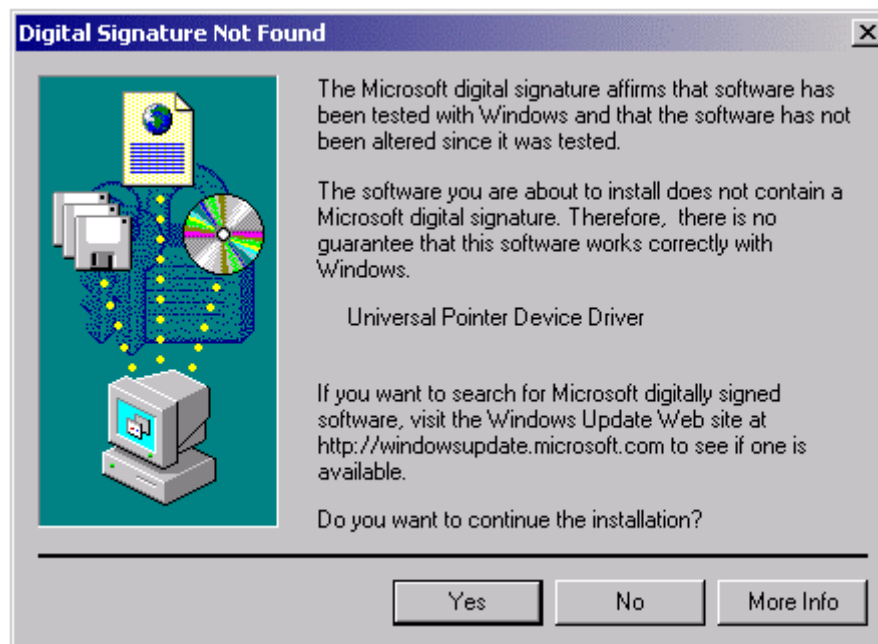 Digital Signature Not Found
The Microsoft digital signature affirms that software has
been tested with Windows and that the software has not
been altered since it was tested.
The software you are about to install does not contain a
Microsoft digital signature. Therefore,  there is no
guarantee that this software works correctly with
Windows.
Universal Pointer Device Driver
If you want to search for Microsoft digitally signed
software, visit the Windows Update Web site at
http://windowsupdate.microsoft.com to see if one is
available.
Do you want to continue the installation?
Yes
No
More Info